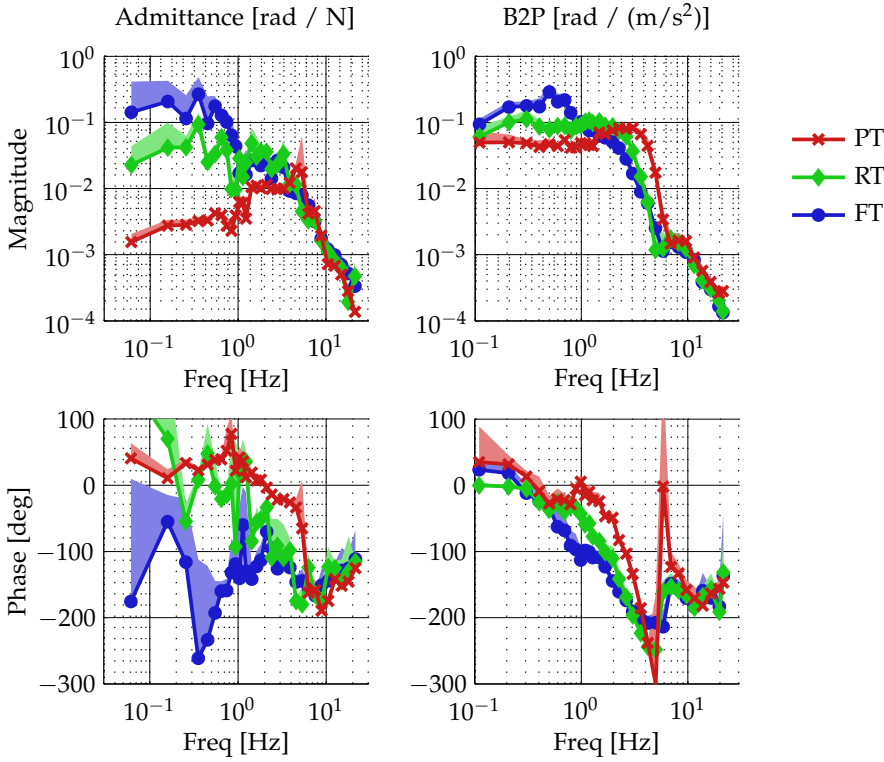 Admittance [rad / N]
B2P [rad / (m/s²)]
Magnitude
10⁰
10⁻¹
10⁻²
10⁻³
10⁻⁴
10⁻¹ 10⁰ 10¹
Freq [Hz]
10⁰
10⁻¹
10⁻²
10⁻³
10⁻⁴
10⁻¹ 10⁰ 10¹
Freq [Hz]
PT
RT
FT
Phase [deg]
100
0
−100
−200
−300
10⁻¹ 10⁰ 10¹
Freq [Hz]
100
0
−100
−200
−300
10⁻¹ 10⁰ 10¹
Freq [Hz]